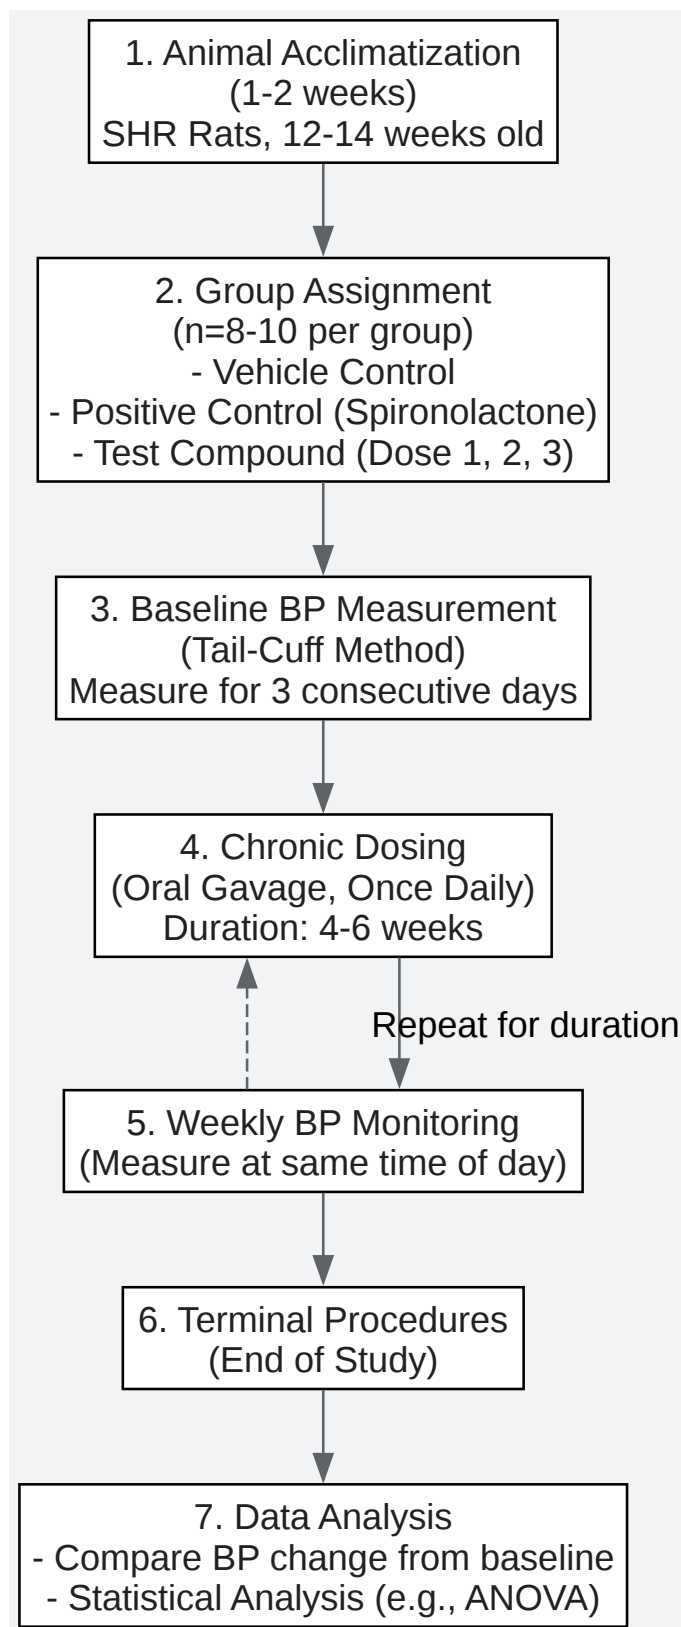 1. Animal Acclimatization
(1-2 weeks)
SHR Rats, 12-14 weeks old
2. Group Assignment
(n=8-10 per group)
- Vehicle Control
- Positive Control (Spironolactone)
- Test Compound (Dose 1, 2, 3)
3. Baseline BP Measurement
(Tail-Cuff Method)
Measure for 3 consecutive days
4. Chronic Dosing
(Oral Gavage, Once Daily)
Duration: 4-6 weeks
Repeat for duration
5. Weekly BP Monitoring
(Measure at same time of day)
6. Terminal Procedures
(End of Study)
7. Data Analysis
- Compare BP change from baseline
- Statistical Analysis (e.g., ANOVA)